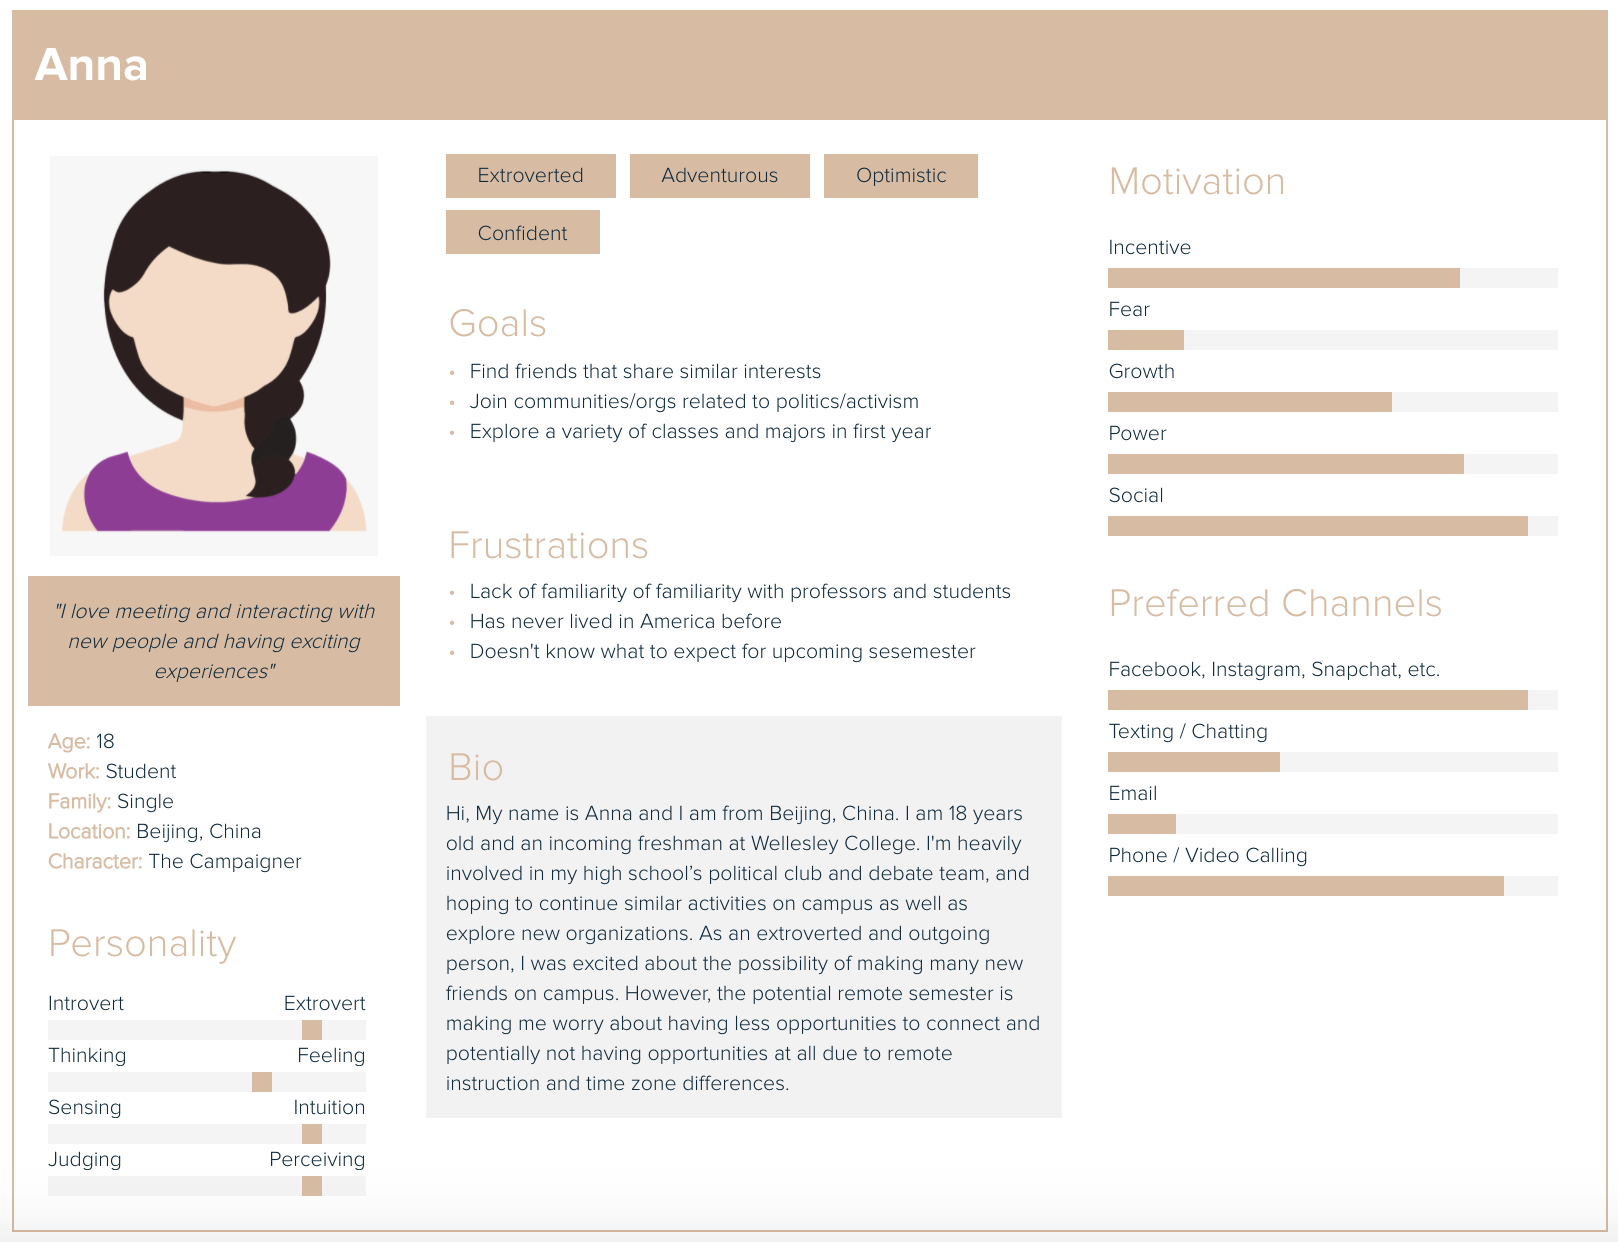 Anna
"I love meeting and interacting with
new people and having exciting
experiences"
Age: 18
Work: Student
Family: Single
Location: Beijing, China
Character: The Campaigner
Personality
Introvert Extrovert
Thinking Feeling
Sensing Intuition
Judging Perceiving
Extroverted Adventurous Optimistic
Confident
Goals
• Find friends that share similar interests
• Join communities/orgs related to politics/activism
• Explore a variety of classes and majors in first year
Frustrations
• Lack of familiarity of familiarity with professors and students
• Has never lived in America before
• Doesn't know what to expect for upcoming sesemester
Bio
Hi, My name is Anna and I am from Beijing, China. I am 18 years
old and an incoming freshman at Wellesley College. I'm heavily
involved in my high school’s political club and debate team, and
hoping to continue similar activities on campus as well as
explore new organizations. As an extroverted and outgoing
person, I was excited about the possibility of making many new
friends on campus. However, the potential remote semester is
making me worry about having less opportunities to connect and
potentially not having opportunities at all due to remote
instruction and time zone differences.
Motivation
Incentive
Fear
Growth
Power
Social
Preferred Channels
Facebook, Instagram, Snapchat, etc.
Texting / Chatting
Email
Phone / Video Calling